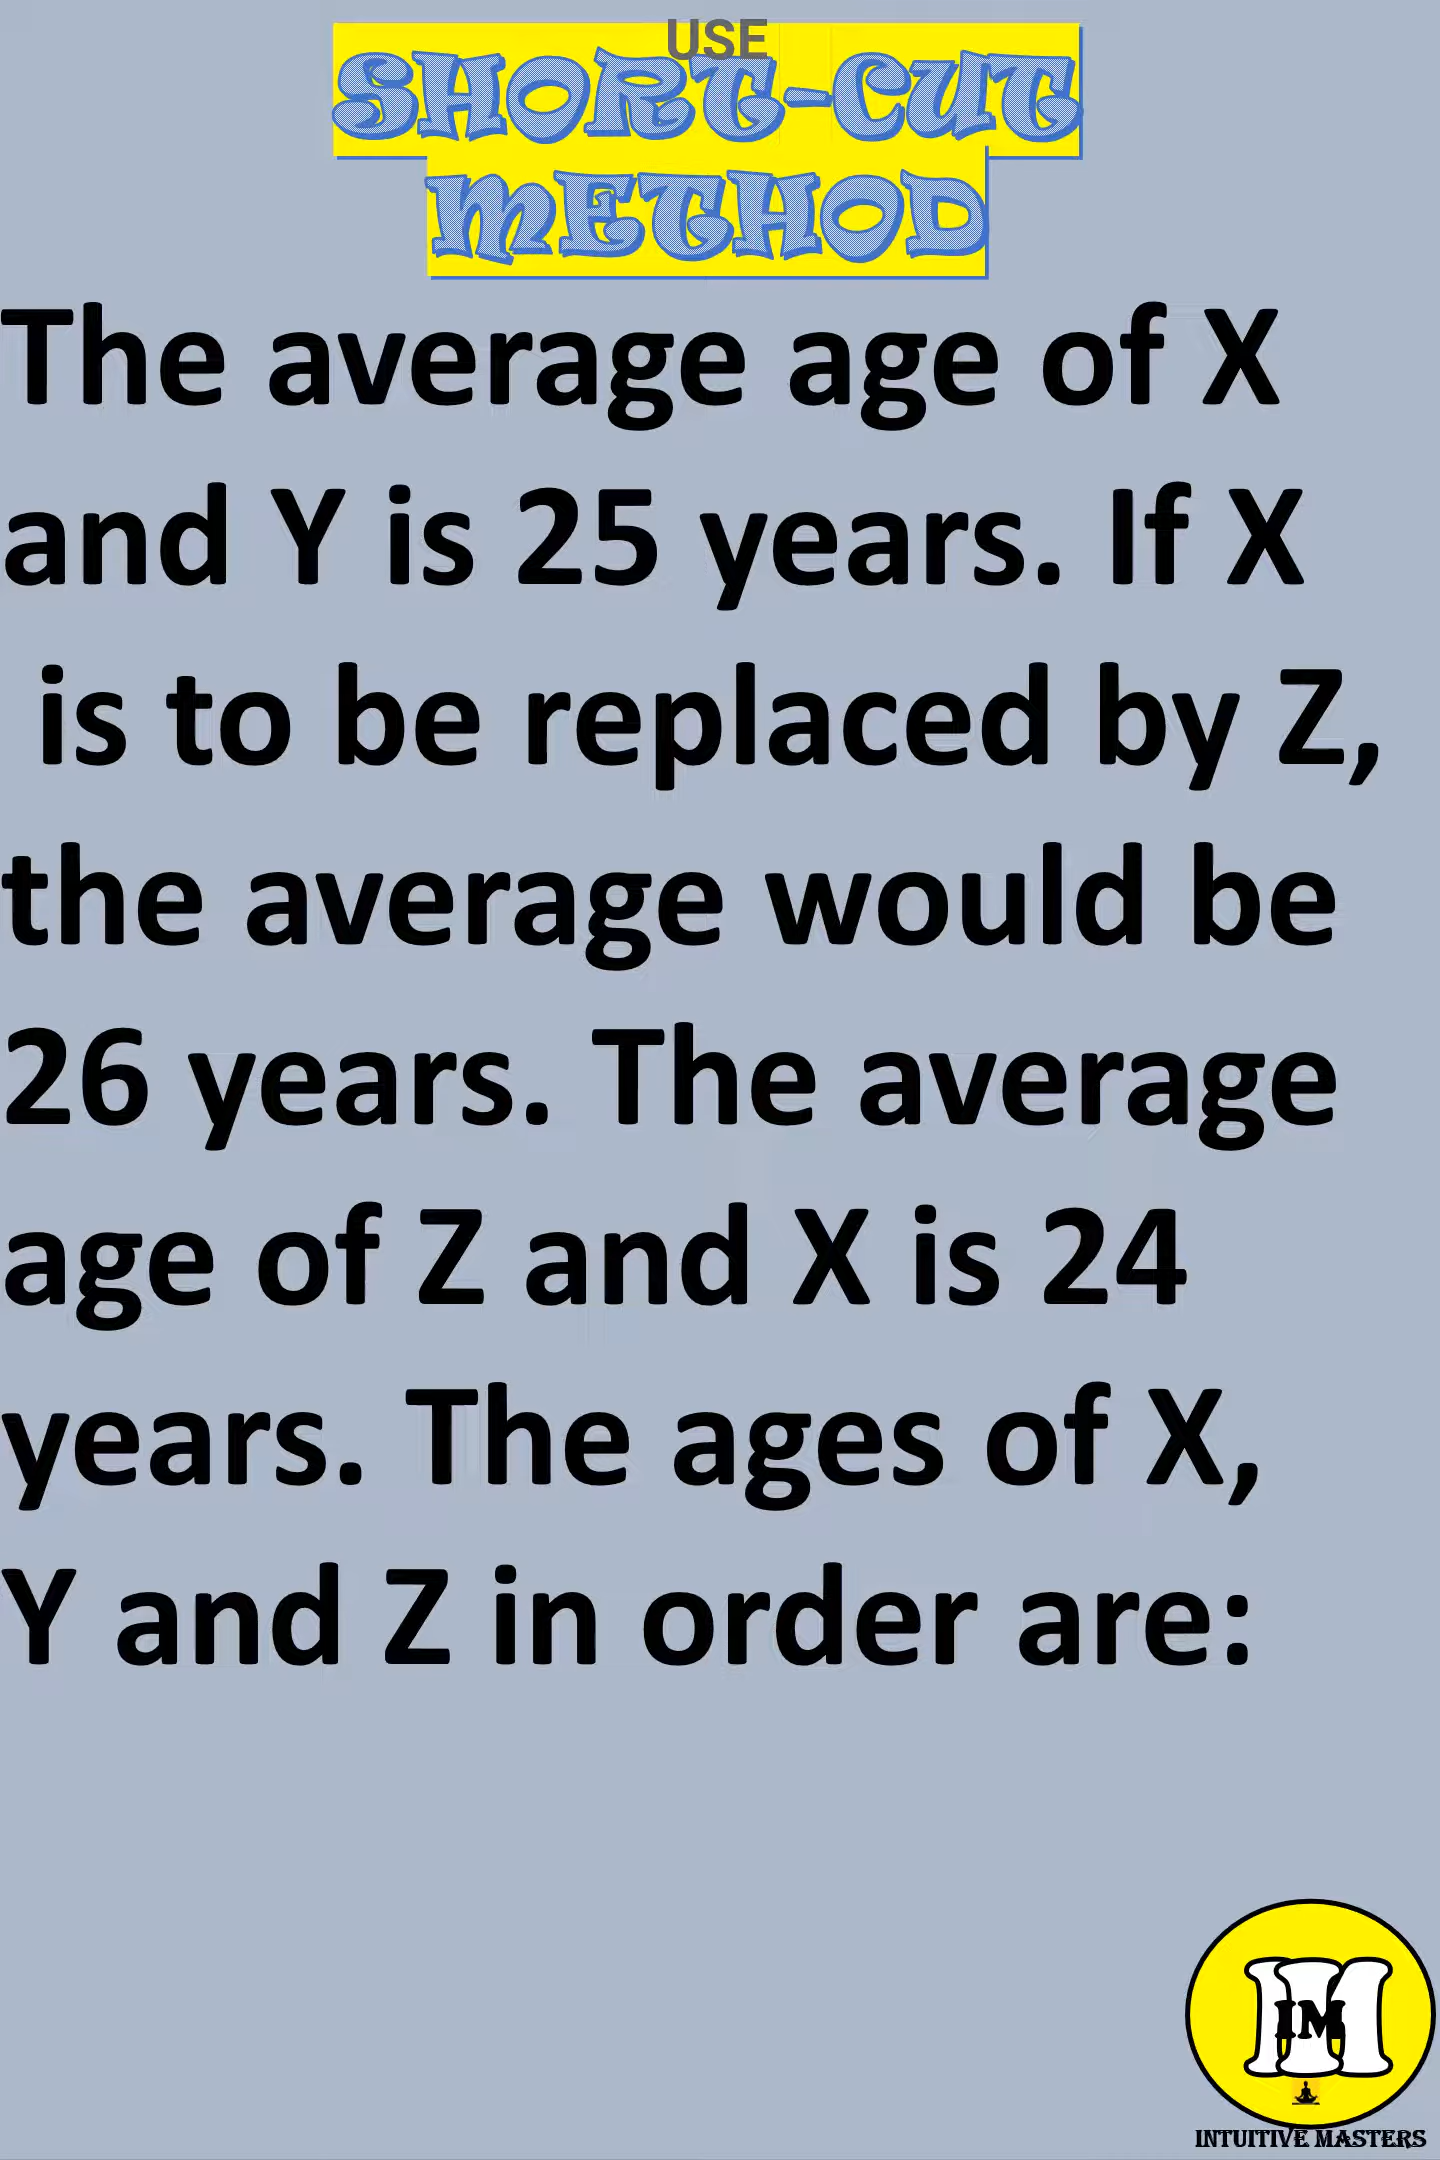 USE
SHORT-CUT
METHOD
The average age of X
and Y is 25 years. If X
is to be replaced by Z,
the average would be
26 years. The average
age of Z and X is 24
years. The ages of X,
Y and Z in order are:
IM
IM
INTUITIVE MASTERS